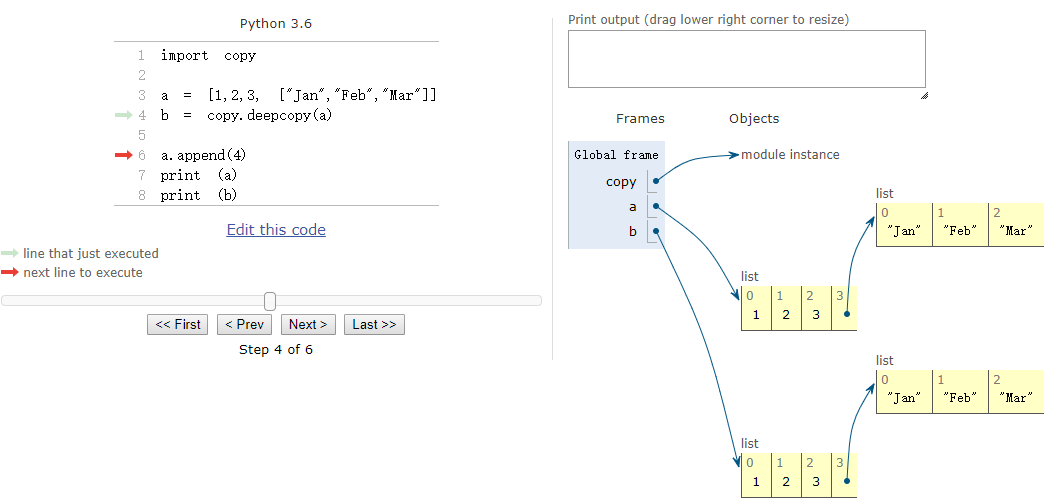 Python 3.6
1 import copy
2
3 a = [1,2,3, ["Jan","Feb","Mar"]]
4 b = copy.deepcopy(a)
5
6 a.append(4)
7 print (a)
8 print (b)
Edit this code
line that just executed
next line to execute
<< First < Prev Next > Last >>
Step 4 of 6
Print output (drag lower right corner to resize)
Frames Objects
Global frame
copy
a
b
module instance
list
0 1 2
"Jan" "Feb" "Mar"
list
0 1 2 3
1 2 3
list
0 1 2
"Jan" "Feb" "Mar"
list
0 1 2 3
1 2 3